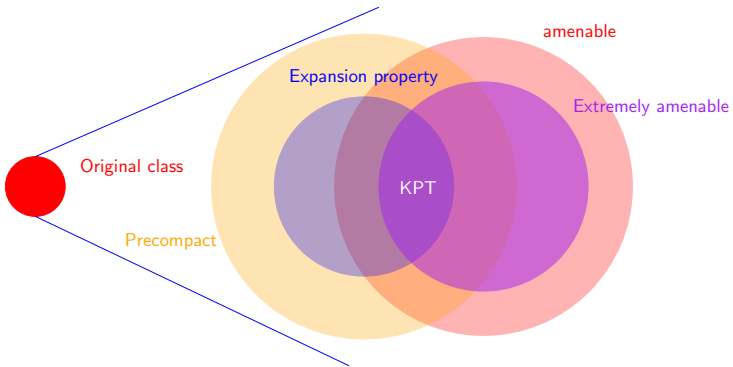 amenable
Expansion property
Extremely amenable
Original class
KPT
Precompact